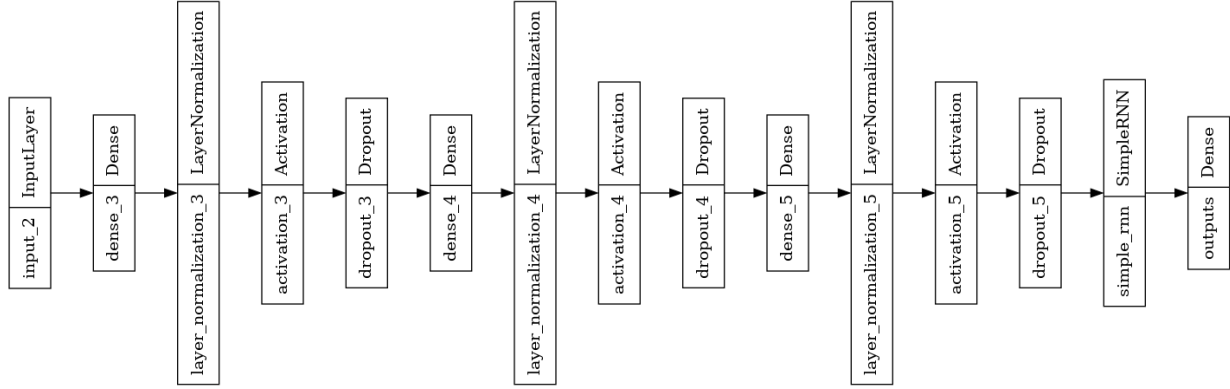 input_2 InputLayer
dense_3 Dense
layer_normalization_3 LayerNormalization
activation_3 Activation
dropout_3 Dropout
dense_4 Dense
layer_normalization_4 LayerNormalization
activation_4 Activation
dropout_4 Dropout
dense_5 Dense
layer_normalization_5 LayerNormalization
activation_5 Activation
dropout_5 Dropout
simple_rnn SimpleRNN
outputs Dense